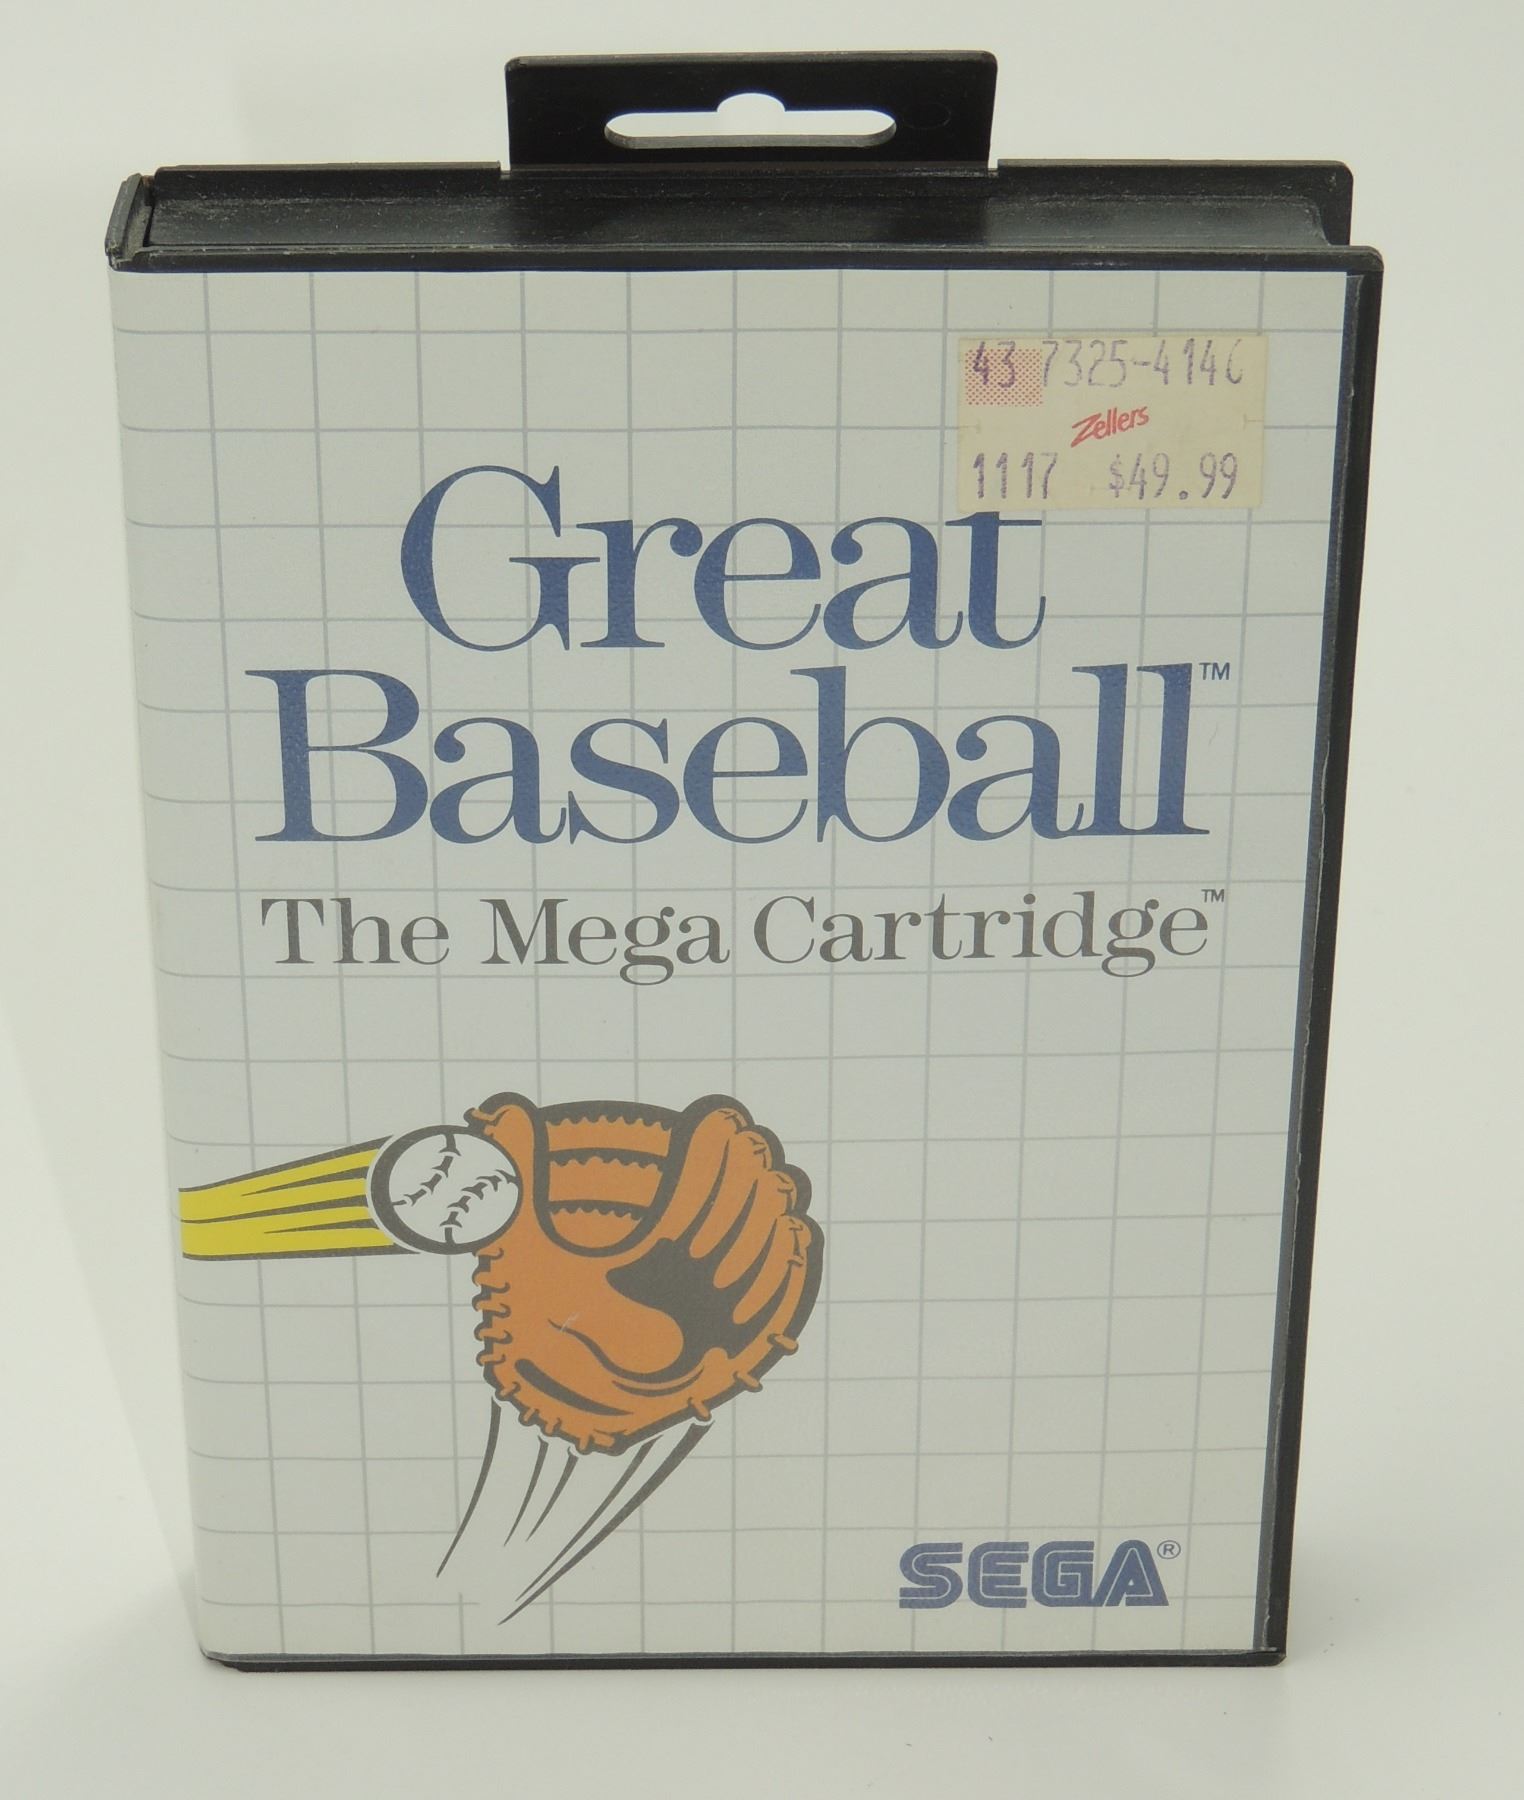 43 7325-4146
Zellers
1117 $49.99
Great
Baseball™
The Mega Cartridge™
SEGA®